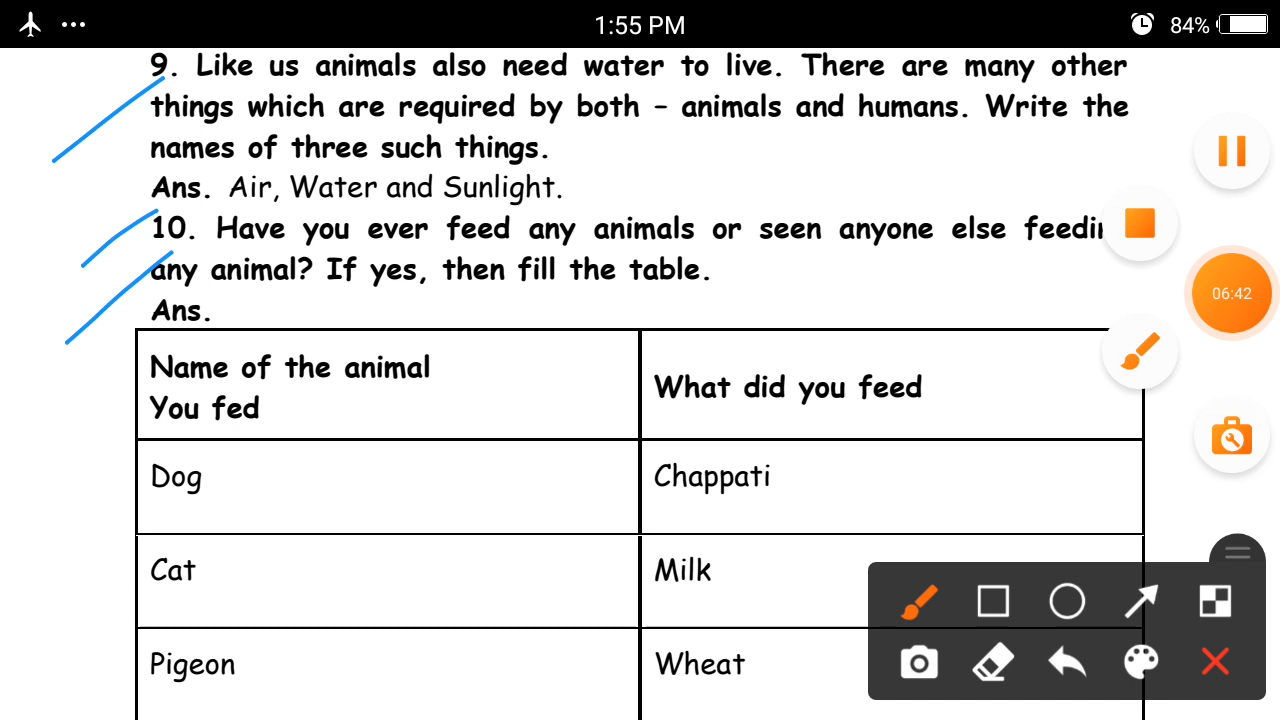 1:55 PM
84%
9. Like us animals also need water to live. There are many other
things which are required by both – animals and humans. Write the
names of three such things.
Ans. Air, Water and Sunlight.
10. Have you ever feed any animals or seen anyone else feedin
any animal? If yes, then fill the table.
Ans.
Name of the animal
You fed
What did you feed
Dog
Chappati
Cat
Milk
Pigeon
Wheat
06:42